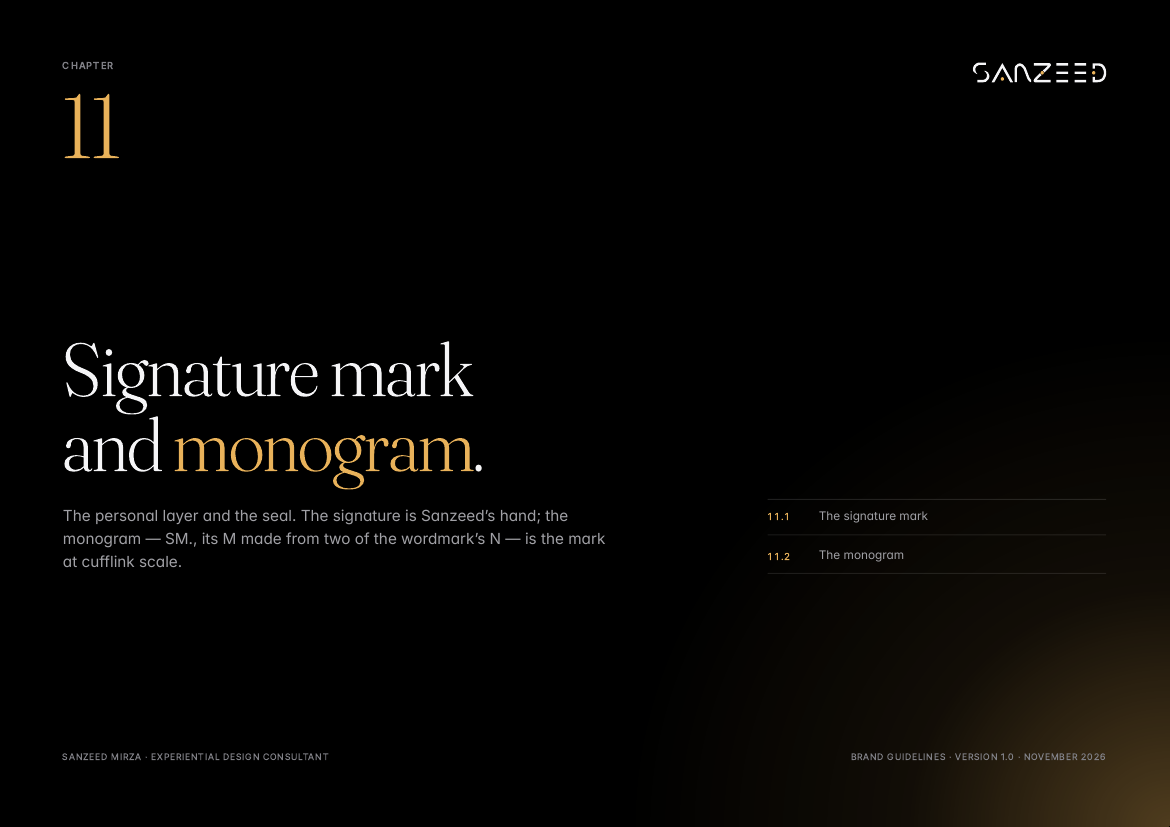 CHAPTER
SANZEED
11
Signature mark
and monogram.
The personal layer and the seal. The signature is Sanzeed’s hand; the
monogram — SM., its M made from two of the wordmark’s N — is the mark
at cufflink scale.
11.1 The signature mark
11.2 The monogram
SANZEED MIRZA · EXPERIENTIAL DESIGN CONSULTANT
BRAND GUIDELINES · VERSION 1.0 · NOVEMBER 2026